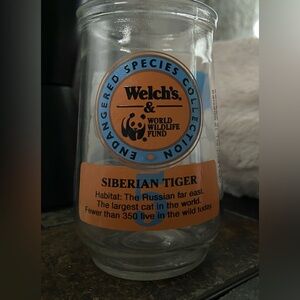 ENDANGERED SPECIES COLLECTION
Welch's.
&
WORLD
WILDLIFE
FUND
SIBERIAN TIGER
Habitat: The Russian far east.
The largest cat in the world.
Fewer than 350 live in the wild today.